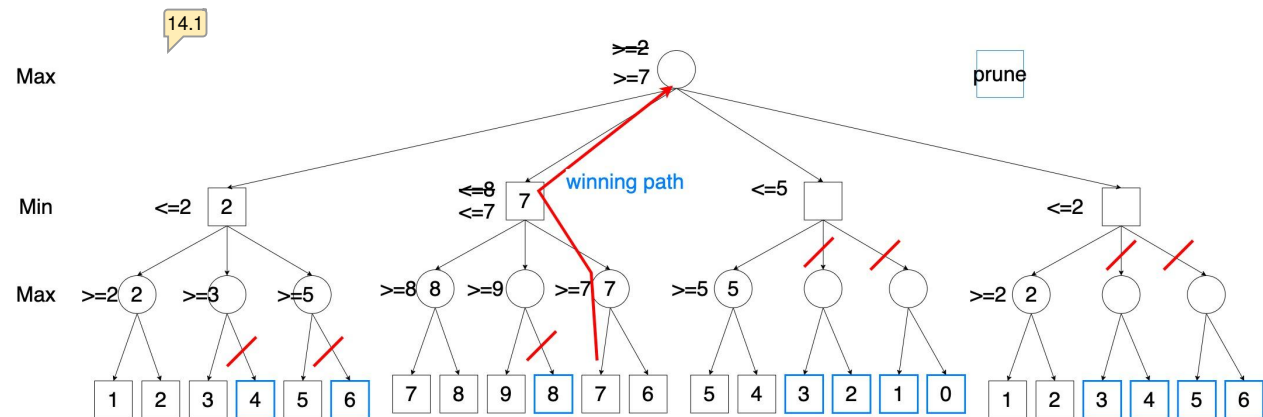 14.1
>=2
Max >=7 prune
winning path
<=8 <=5
Min <=2 2 <=7 7 <=2
Max >=2 2 >=3 >=5 >=8 8 >=9 >=7 7 >=5 5 >=2 2
1 2 3 4 5 6 7 8 9 8 7 6 5 4 3 2 1 0 1 2 3 4 5 6